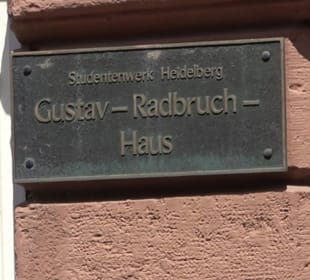 Studentenwerk Heidelberg
Gustav – Radbruch –
Haus